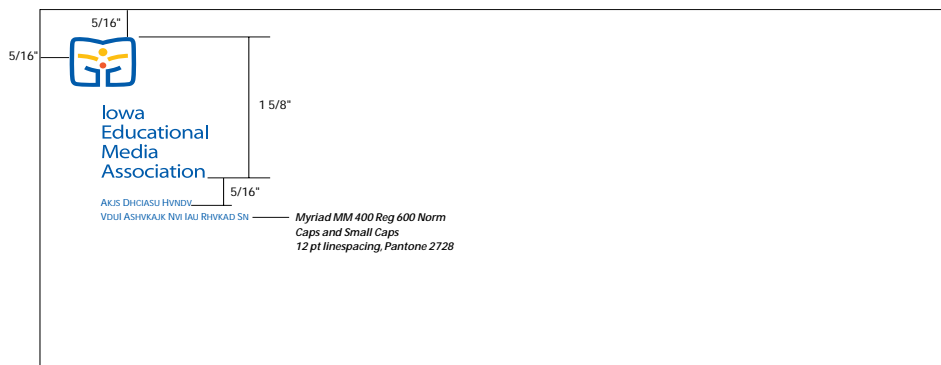 5/16"
5/16"
1 5/8"
Iowa
Educational
Media
Association
5/16"
AKJS DHCIASU HVNDV
VDUI ASHVKAJK NVI IAU RHVKAD SN
Myriad MM 400 Reg 600 Norm
Caps and Small Caps
12 pt linespacing, Pantone 2728